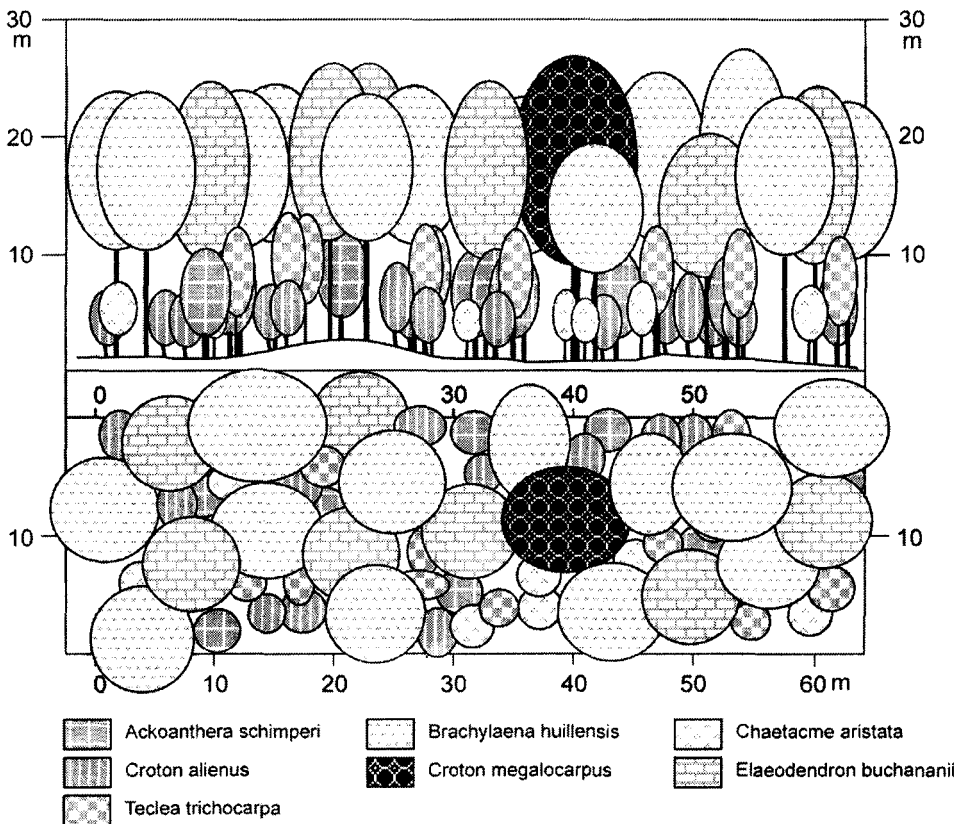 30 30
m m
20 20
10 10
0 30 40 50
10 10
0 10 20 30 40 50 60 m
Ackoanthera schimperi Brachylaena huillensis Chaetacme aristata
Croton alienus Croton megalocarpus Elaeodendron buchananii
Teclea trichocarpa